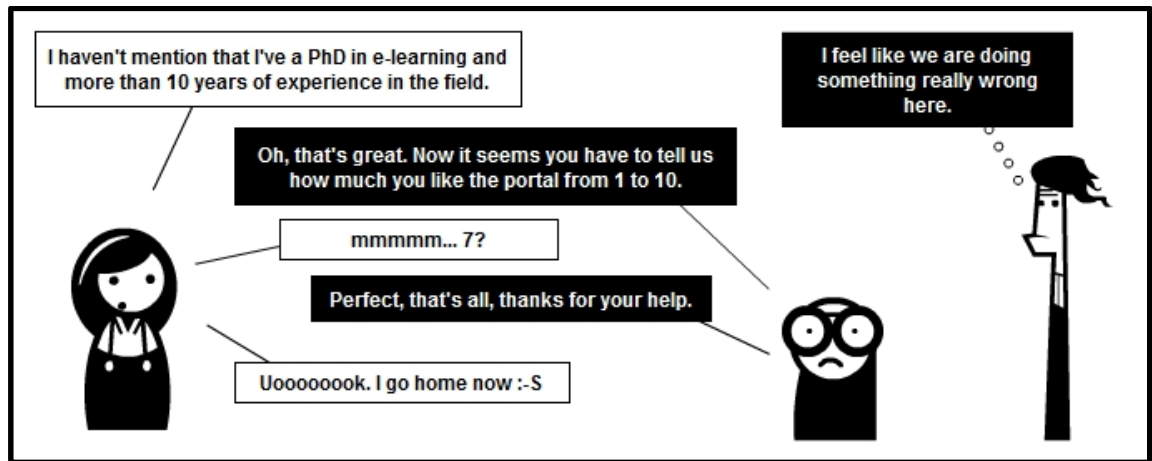 I haven't mention that I've a PhD in e-learning and
more than 10 years of experience in the field.
I feel like we are doing
something really wrong
here.
Oh, that's great. Now it seems you have to tell us
how much you like the portal from 1 to 10.
mmmmm... 7?
Perfect, that's all, thanks for your help.
Uoooooook. I go home now :-S